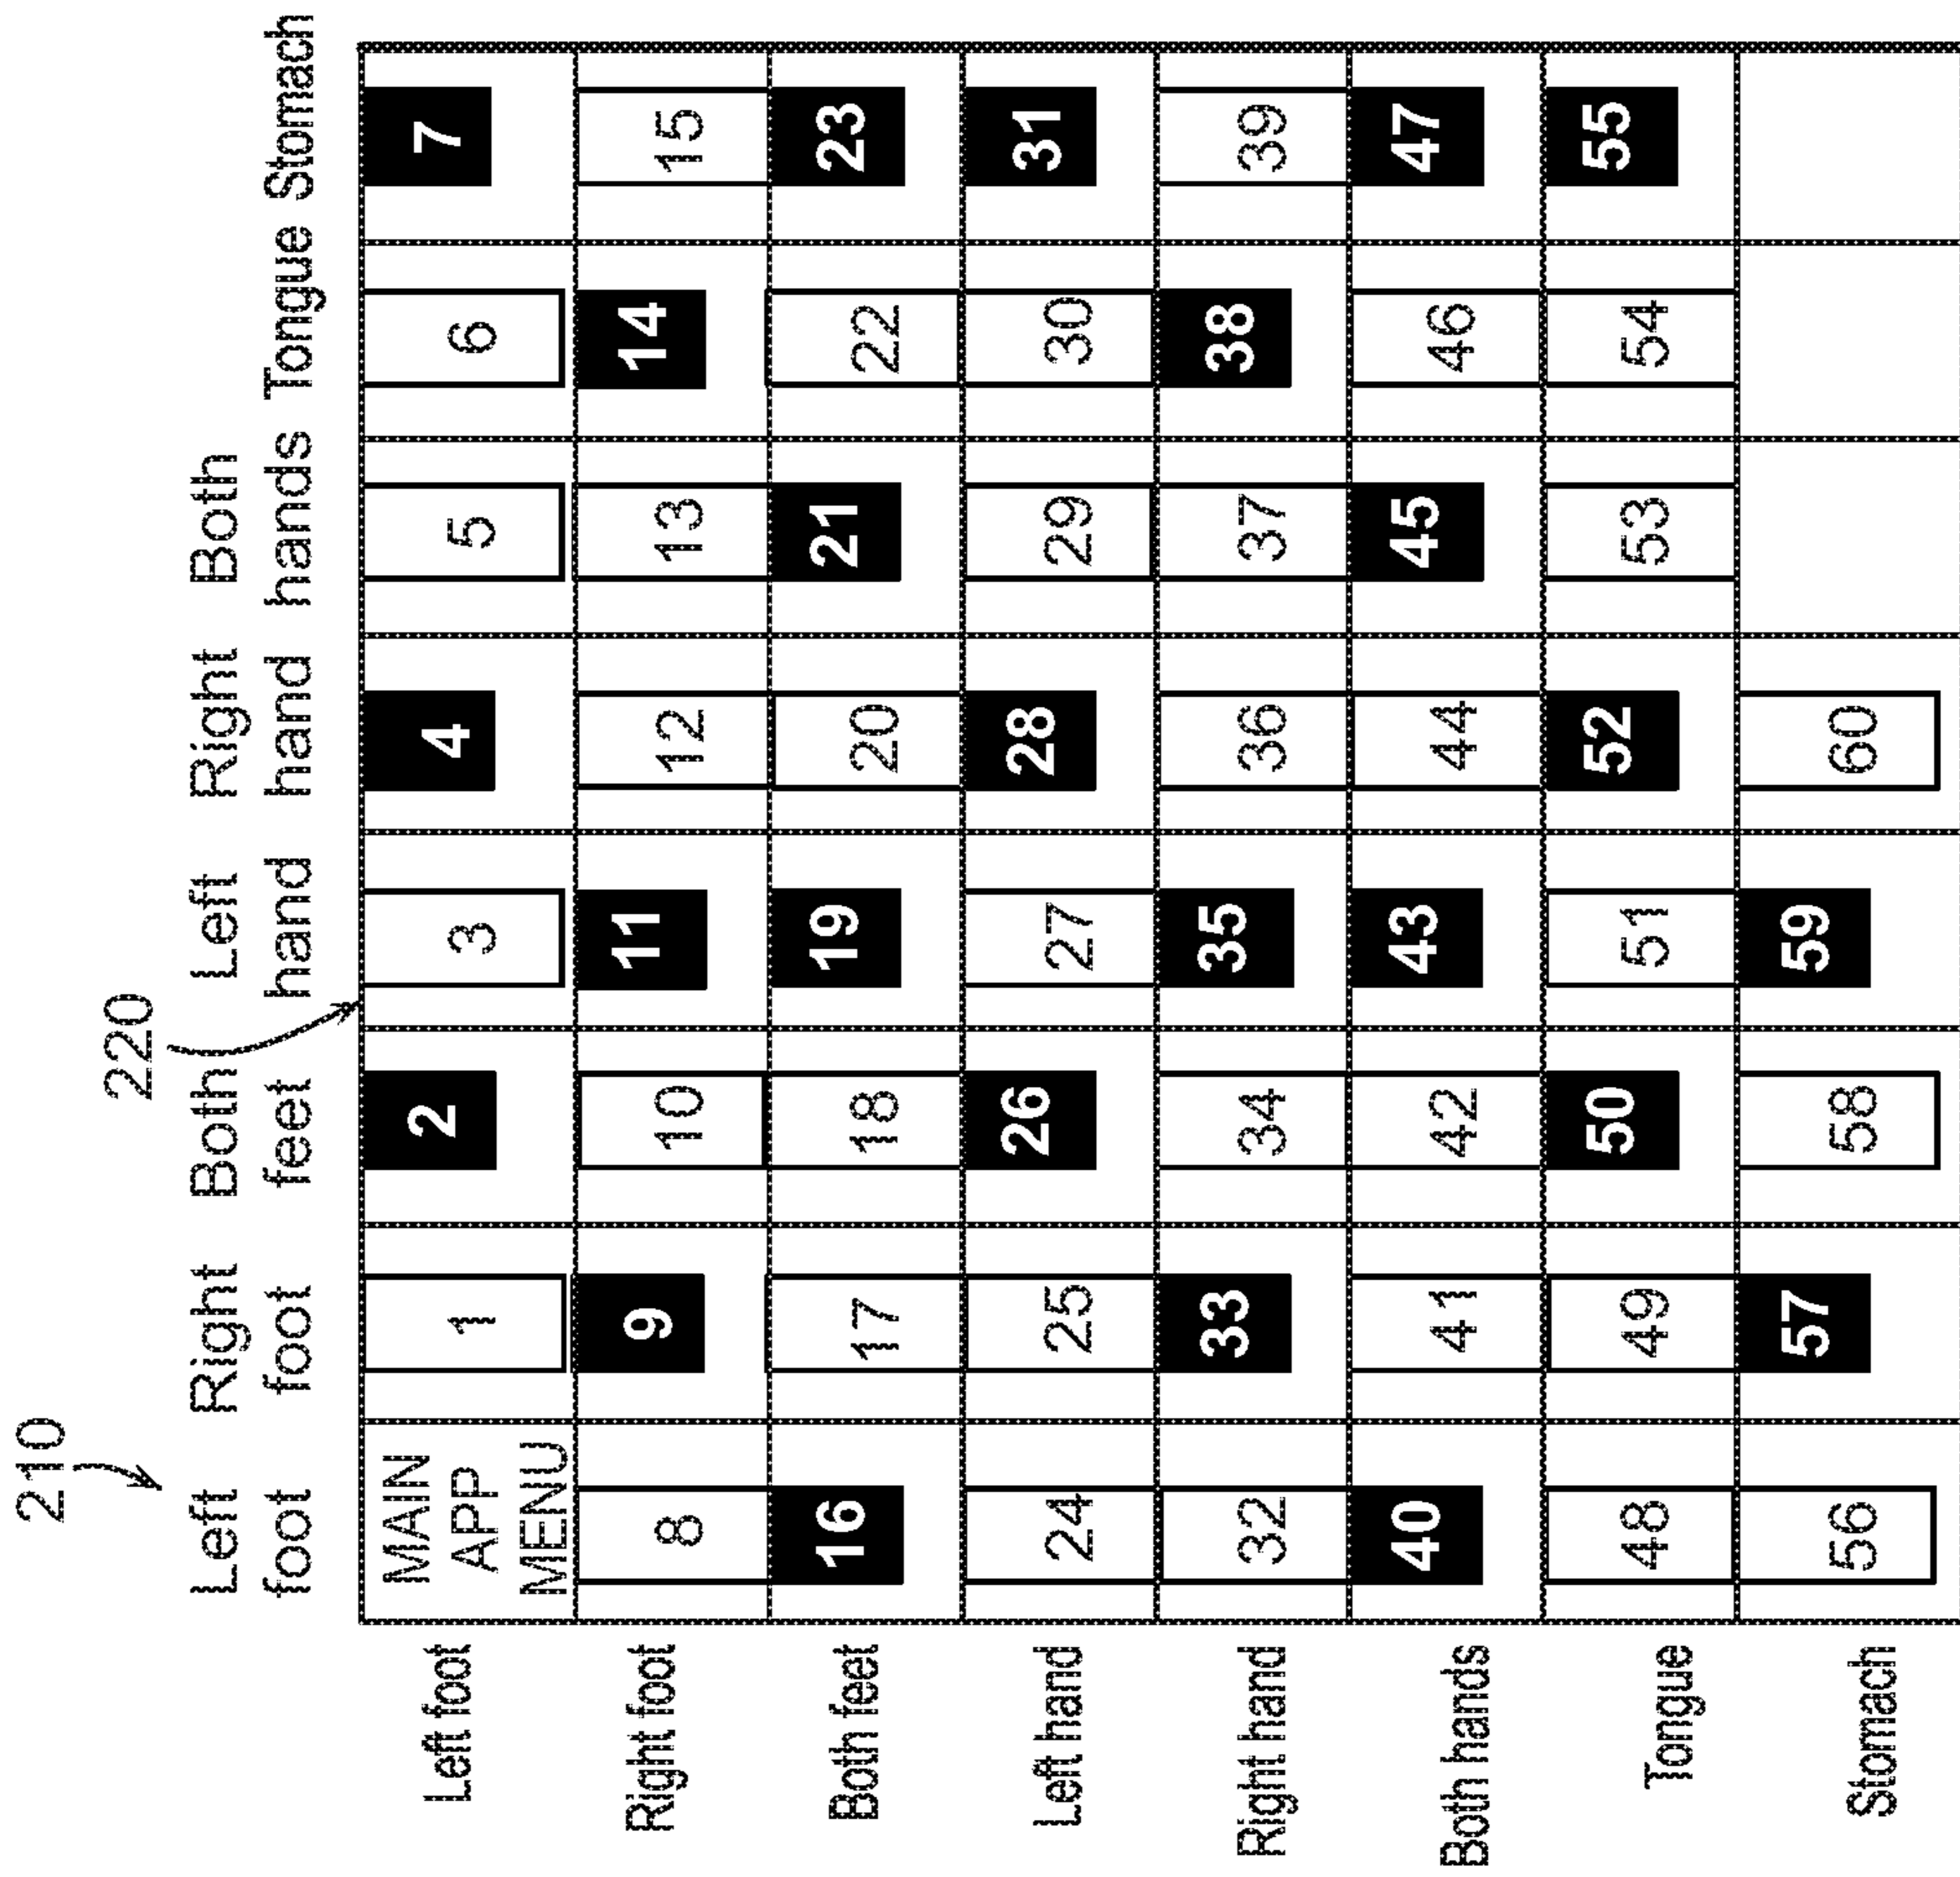 210
220
Left Right Both Left Right Both
foot foot feet hand hand hands Tongue Stomach
Left foot MAIN APP MENU 1 2 3 4 5 6 7
Right foot 8 9 10 11 12 13 14 15
Both feet 16 17 18 19 20 21 22 23
Left hand 24 25 26 27 28 29 30 31
Right hand 32 33 34 35 36 37 38 39
Both hands 40 41 42 43 44 45 46 47
Tongue 48 49 50 51 52 53 54 55
Stomach 56 57 58 59 60